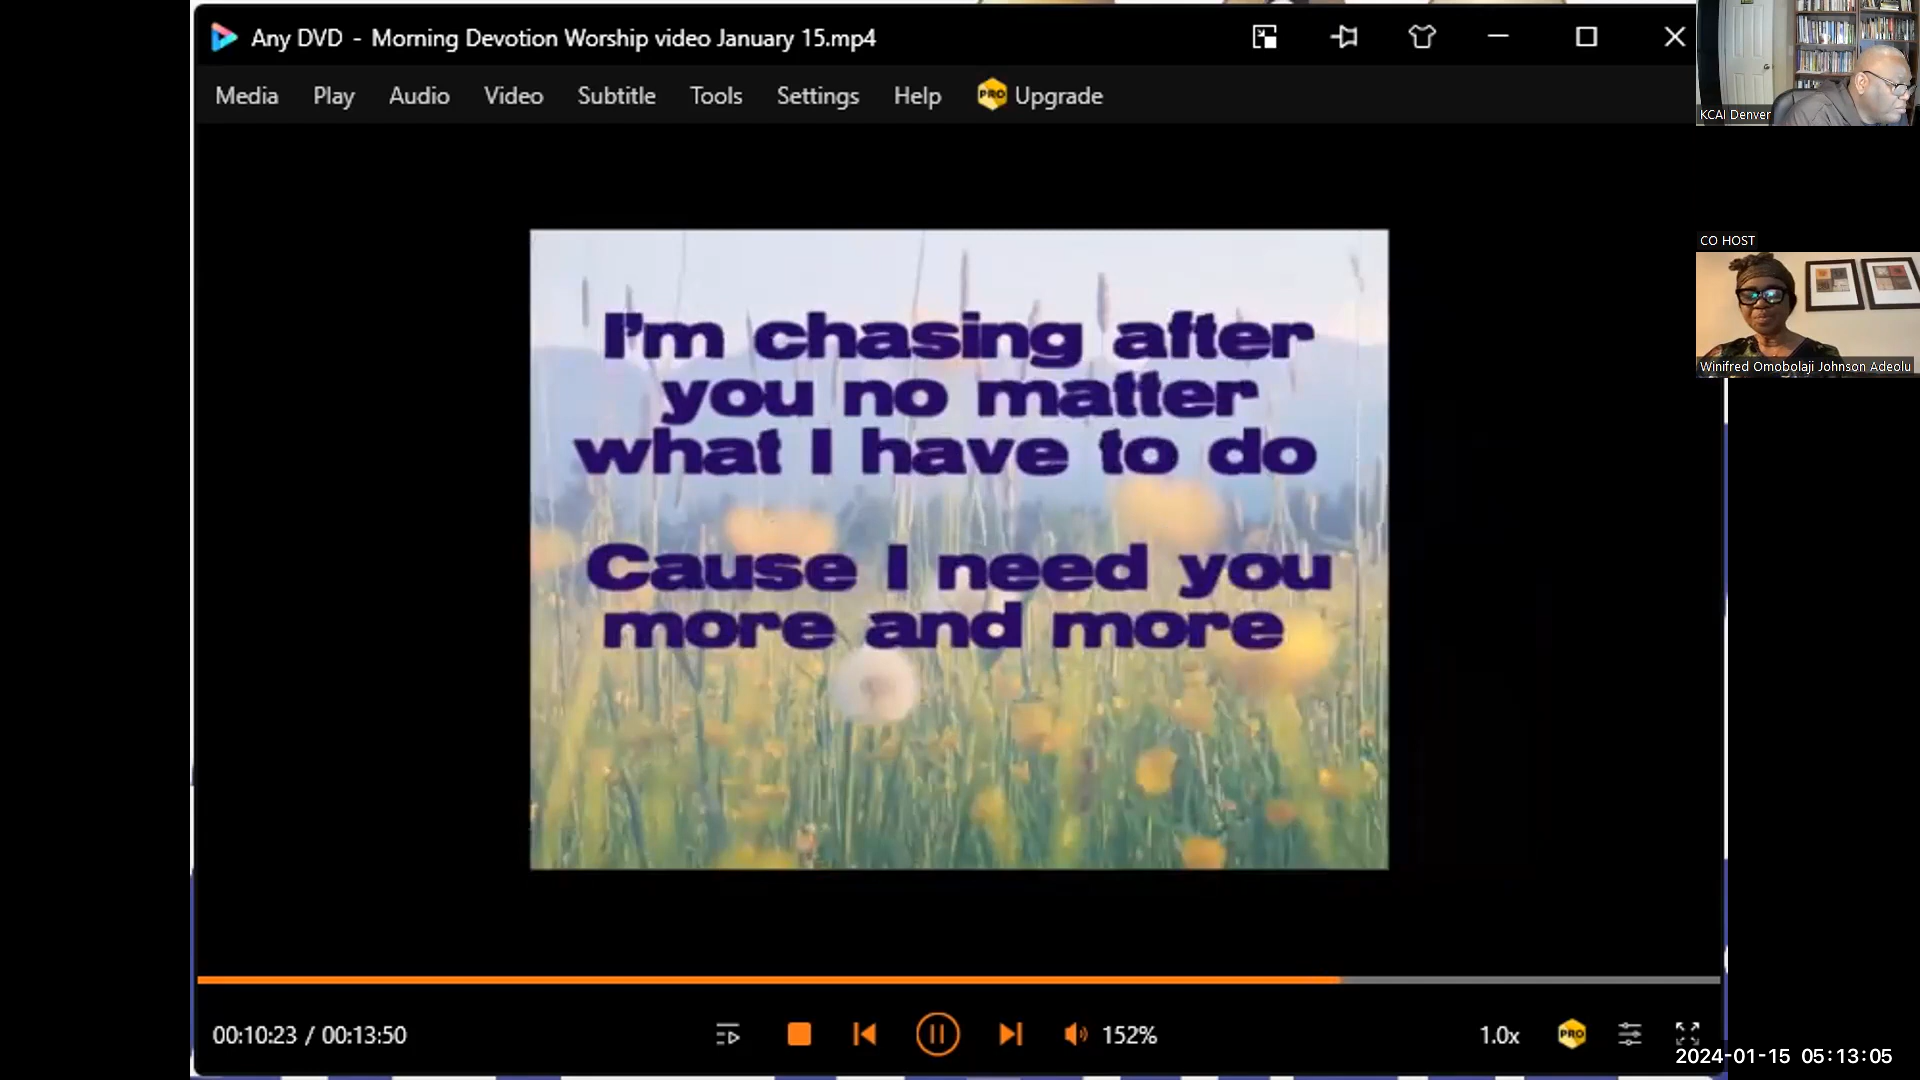 Any DVD - Morning Devotion Worship video January 15.mp4
Media Play Audio Video Subtitle Tools Settings Help PRO Upgrade
KCAI Denver
CO HOST
Winifred Omobolaji Johnson Adeolu
I'm chasing after
you no matter
what I have to do
Cause I need you
more and more
00:10:23 / 00:13:50
152%
1.0x
PRO
2024-01-15 05:13:05